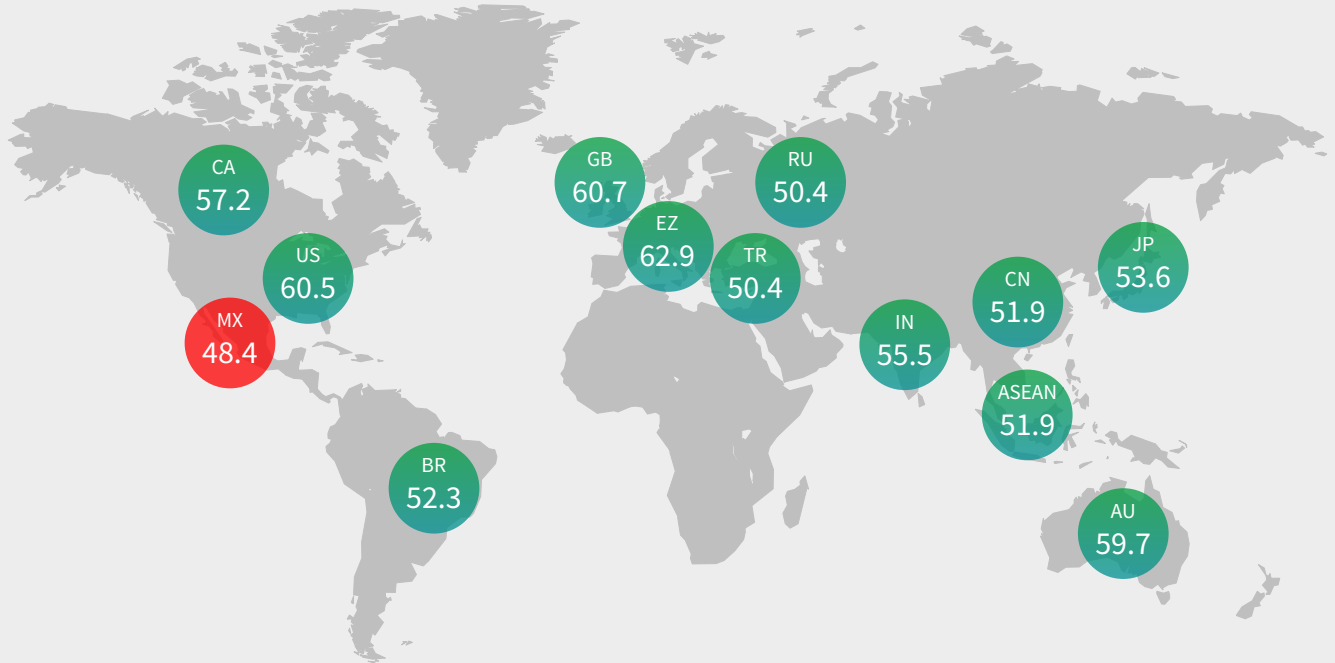 CA
57.2
US
60.5
MX
48.4
BR
52.3
GB
60.7
EZ
62.9
RU
50.4
TR
50.4
IN
55.5
CN
51.9
JP
53.6
ASEAN
51.9
AU
59.7